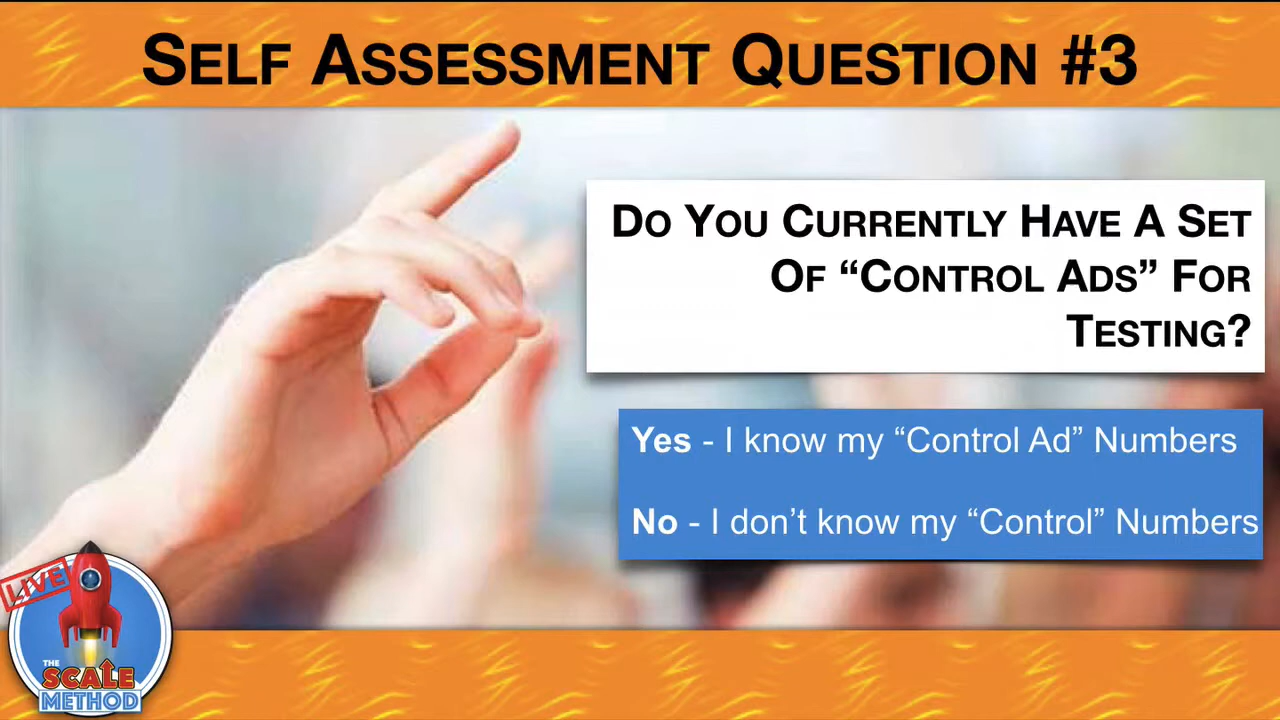 SELF ASSESSMENT QUESTION #3
DO YOU CURRENTLY HAVE A SET
OF “CONTROL ADS” FOR
TESTING?
Yes - I know my “Control Ad” Numbers
No - I don’t know my “Control” Numbers
LIVE
THE
SCALE
METHOD